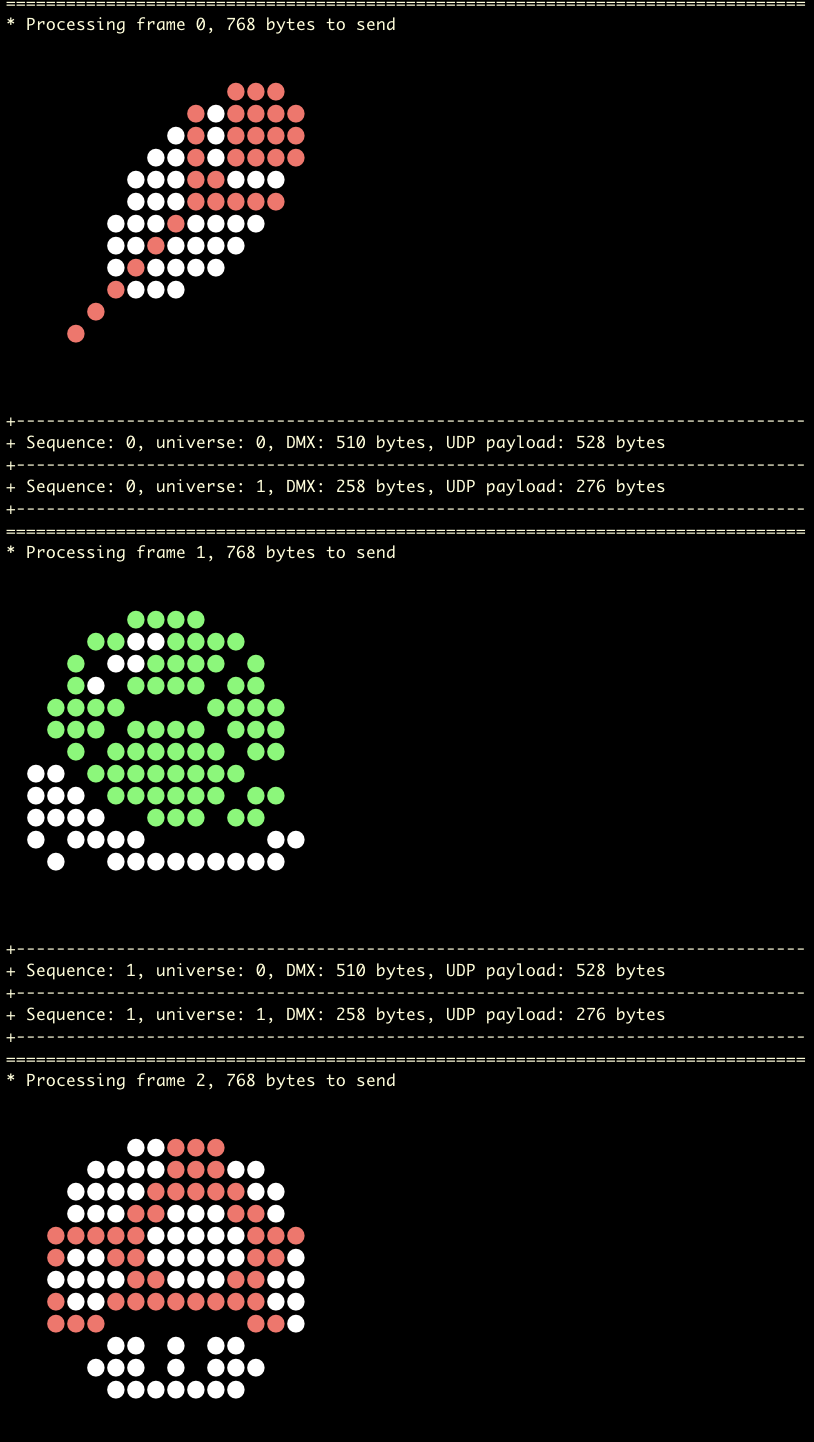 ================================================================================
* Processing frame 0, 768 bytes to send
+-------------------------------------------------------------------------------
+ Sequence: 0, universe: 0, DMX: 510 bytes, UDP payload: 528 bytes
+-------------------------------------------------------------------------------
+ Sequence: 0, universe: 1, DMX: 258 bytes, UDP payload: 276 bytes
+-------------------------------------------------------------------------------
================================================================================
* Processing frame 1, 768 bytes to send
+-------------------------------------------------------------------------------
+ Sequence: 1, universe: 0, DMX: 510 bytes, UDP payload: 528 bytes
+-------------------------------------------------------------------------------
+ Sequence: 1, universe: 1, DMX: 258 bytes, UDP payload: 276 bytes
+-------------------------------------------------------------------------------
================================================================================
* Processing frame 2, 768 bytes to send